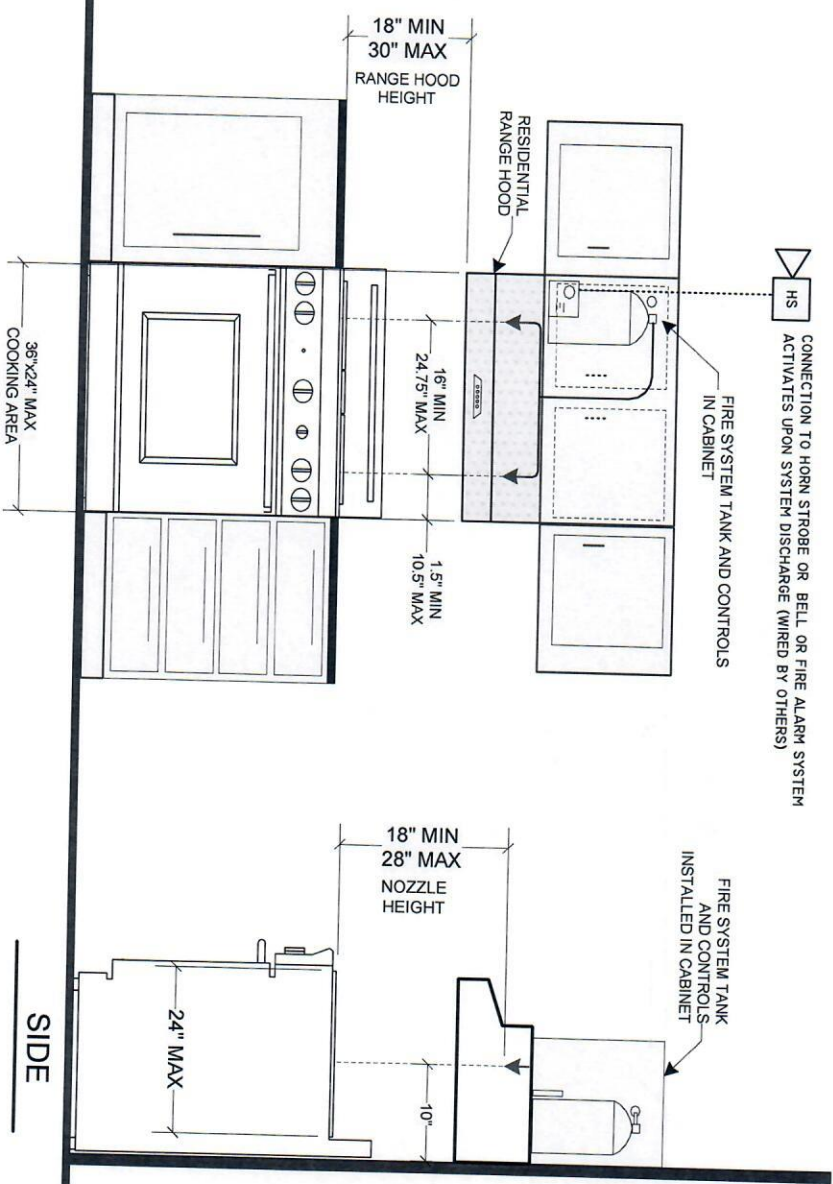 HS
CONNECTION TO HORN STROBE OR BELL OR FIRE ALARM SYSTEM
ACTIVATES UPON SYSTEM DISCHARGE (WIRED BY OTHERS)
FIRE SYSTEM TANK AND CONTROLS
IN CABINET
RESIDENTIAL
RANGE HOOD
18" MIN
30" MAX
RANGE HOOD
HEIGHT
16" MIN
24.75" MAX
1.5" MIN
10.5" MAX
36"x24" MAX
COOKING AREA
FIRE SYSTEM TANK
AND CONTROLS
INSTALLED IN CABINET
18" MIN
28" MAX
NOZZLE
HEIGHT
10"
24" MAX
SIDE